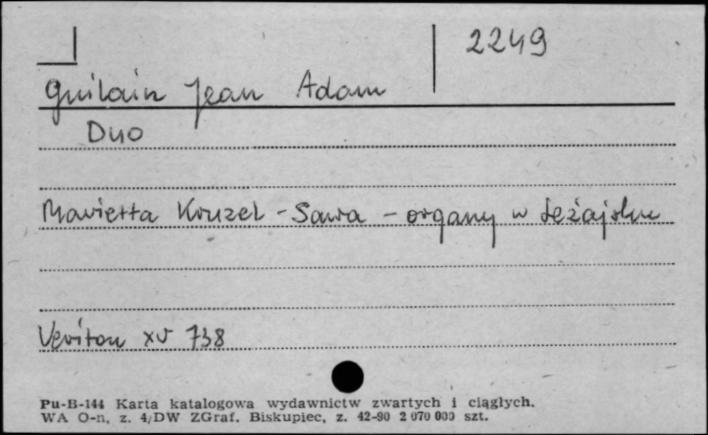 2249
Guilain Jean Adam
Duo
Marietta Kruzel - Sawa - organy w Leżajsku
Veriton xv 738
Pu-B-144 Karta katalogowa wydawnictw zwartych i ciągłych.
WA O-n, z. 4/DW ZGraf. Biskupiec, z. 42-90 2 070 000 szt.